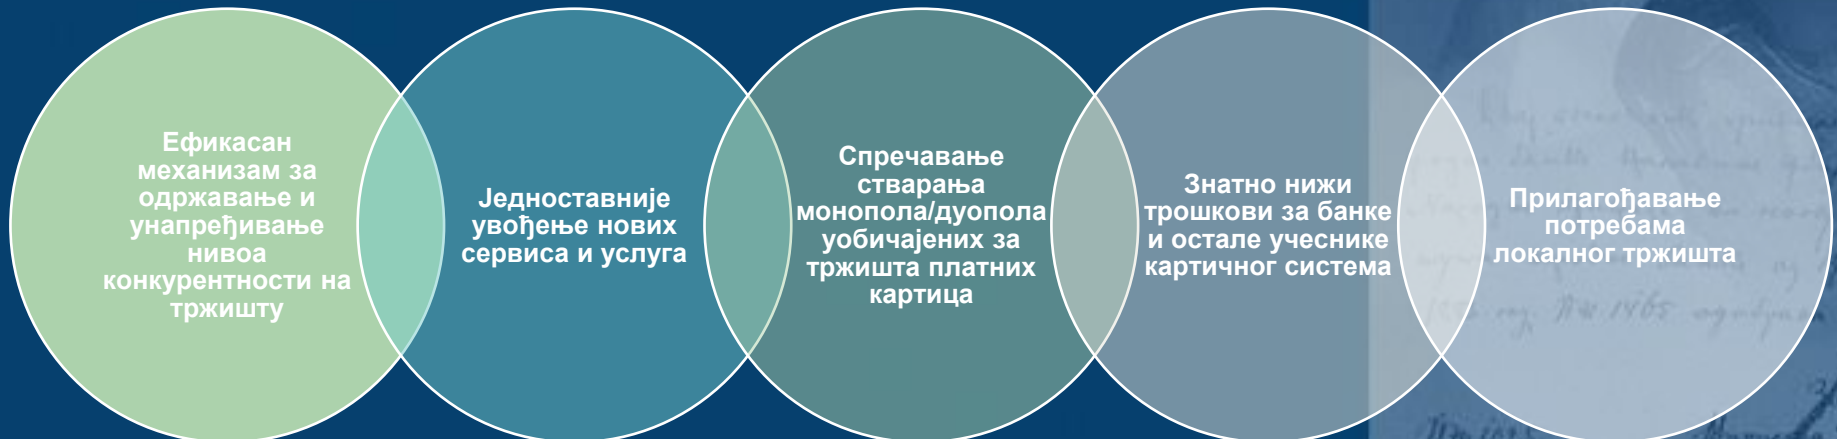 Ефикасан
механизам за
одржавање и
унапређивање
нивоа
конкурентности на
тржишту
Једноставније
увођење нових
сервиса и услуга
Спречавање
стварања
монопола/дуопола
уобичајених за
тржишта платних
картица
Знатно нижи
трошкови за банке
и остале учеснике
картичног система
Прилагођавање
потребама
локалног тржишта